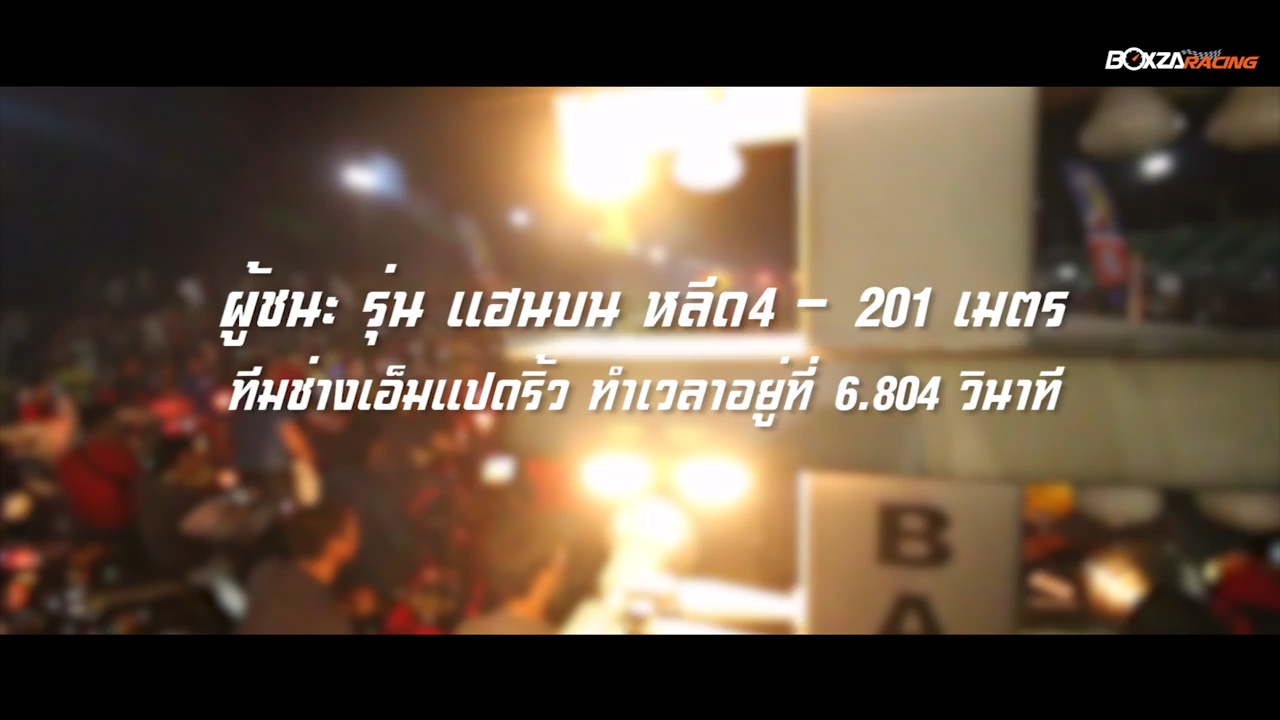 BOXZA RACING
ผู้ชนะ รุ่น แฮนบน หลีด4 - 201 เมตร
ทีมช่างเอ็มแปดริ้ว ทำเวลาอยู่ที่ 6.804 วินาที
B
A